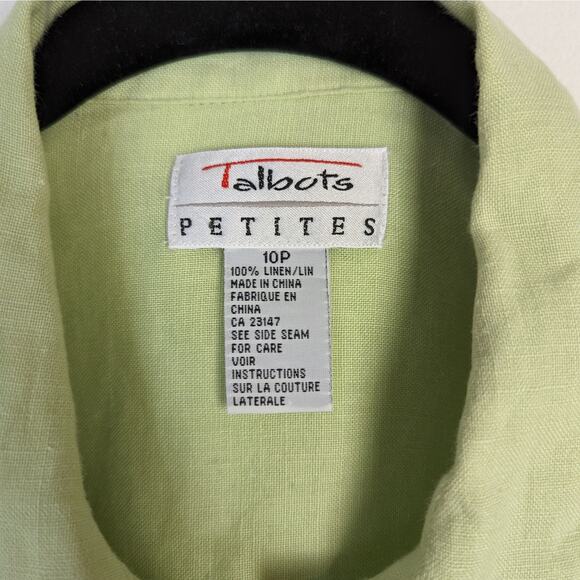 Talbots
PETITES
10P
100% LINEN/LIN
MADE IN CHINA
FABRIQUE EN
CHINA
CA 23147
SEE SIDE SEAM
FOR CARE
VOIR
INSTRUCTIONS
SUR LA COUTURE
LATERALE